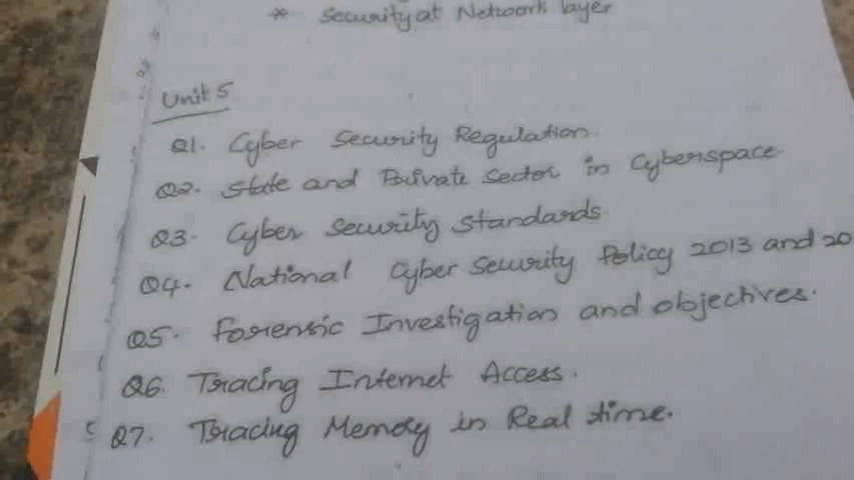 * Security at Network layer
Unit 5
Q1. Cyber Security Regulation.
Q2. State and Private Sector in Cyberspace
Q3. Cyber Security Standards
Q4. National Cyber Security Policy 2013 and 20
Q5. Forensic Investigation and objectives.
Q6. Tracing Internet Access.
Q7. Tracing Memory in Real time.